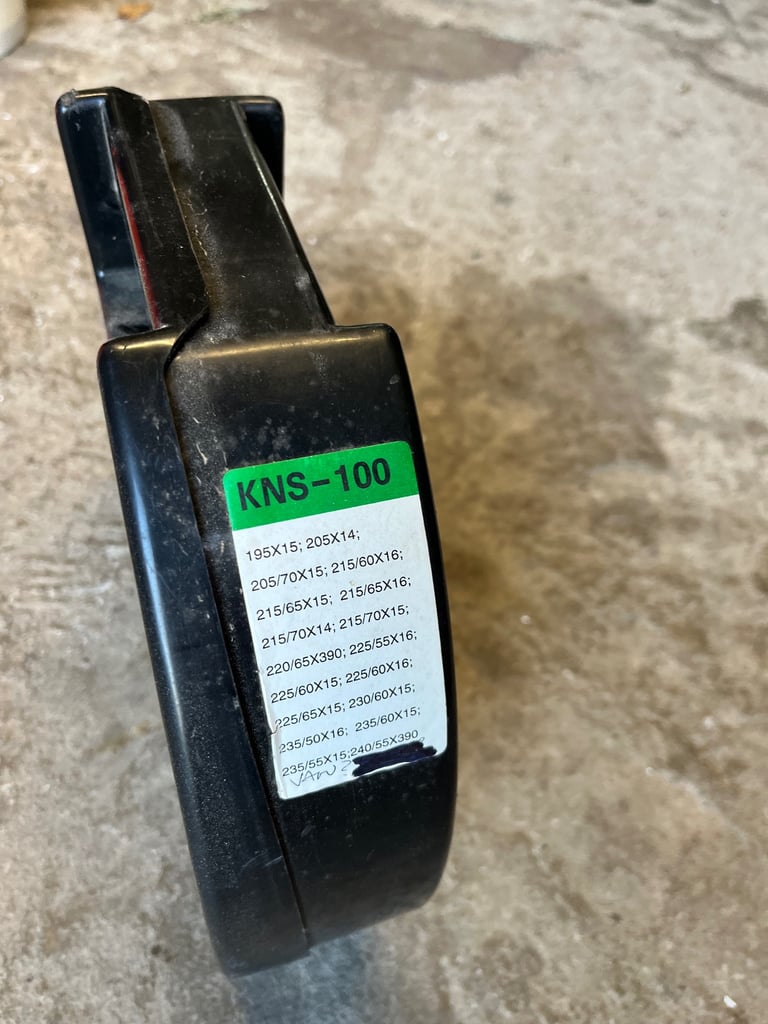 KNS-100
195X15; 205X14;
205/70X15; 215/60X16;
215/65X15; 215/65X16;
215/70X14; 215/70X15;
220/65X390; 225/55X16;
225/60X15; 225/60X16;
225/65X15; 230/60X15;
235/50X16; 235/60X15;
235/55X15;240/55X390
VAN